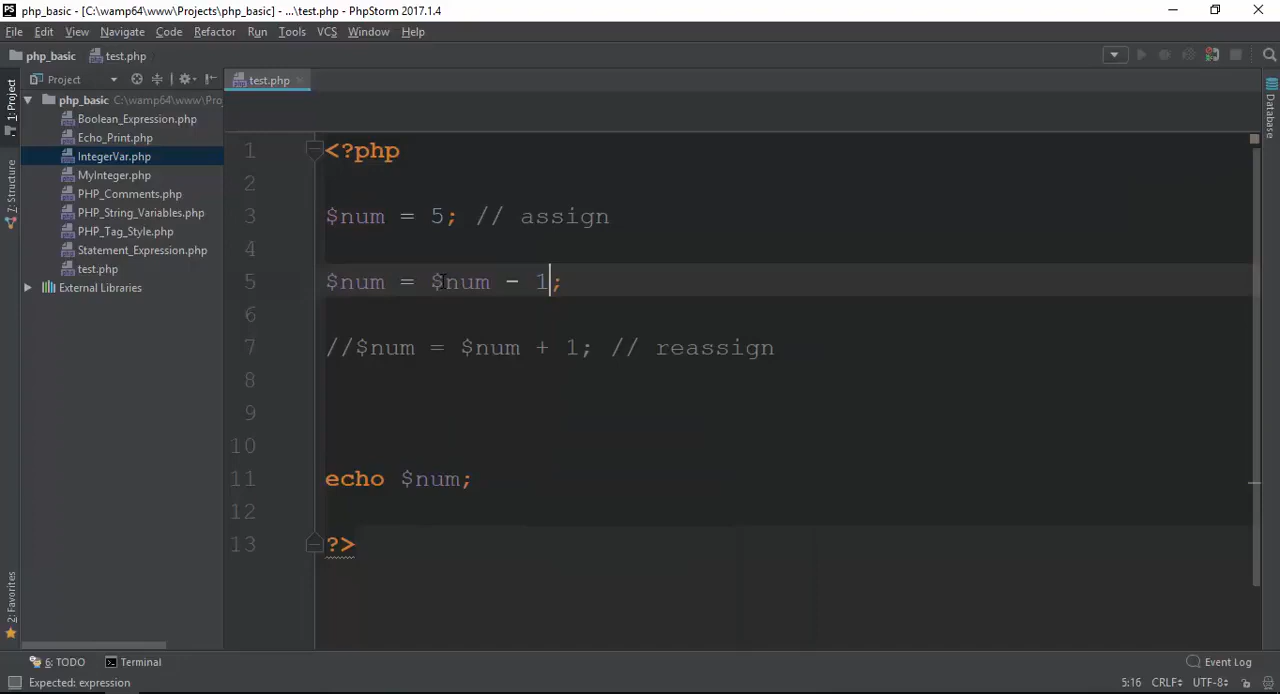 php_basic - [C:\wamp64\www\Projects\php_basic] - ...\test.php - PhpStorm 2017.1.4
File Edit View Navigate Code Refactor Run Tools VCS Window Help
php_basic test.php
1: Project
7: Structure
2: Favorites
Project
php_basic C:\wamp64\www\Pro
Boolean_Expression.php
Echo_Print.php
IntegerVar.php
MyInteger.php
PHP_Comments.php
PHP_String_Variables.php
PHP_Tag_Style.php
Statement_Expression.php
test.php
External Libraries
test.php
1 <?php
2
3 $num = 5; // assign
4
5 $num = $num - 1;
6
7 //$num = $num + 1; // reassign
8
9
10
11 echo $num;
12
13 ?>
Database
6: TODO Terminal Event Log
Expected: expression 5:16 CRLF UTF-8